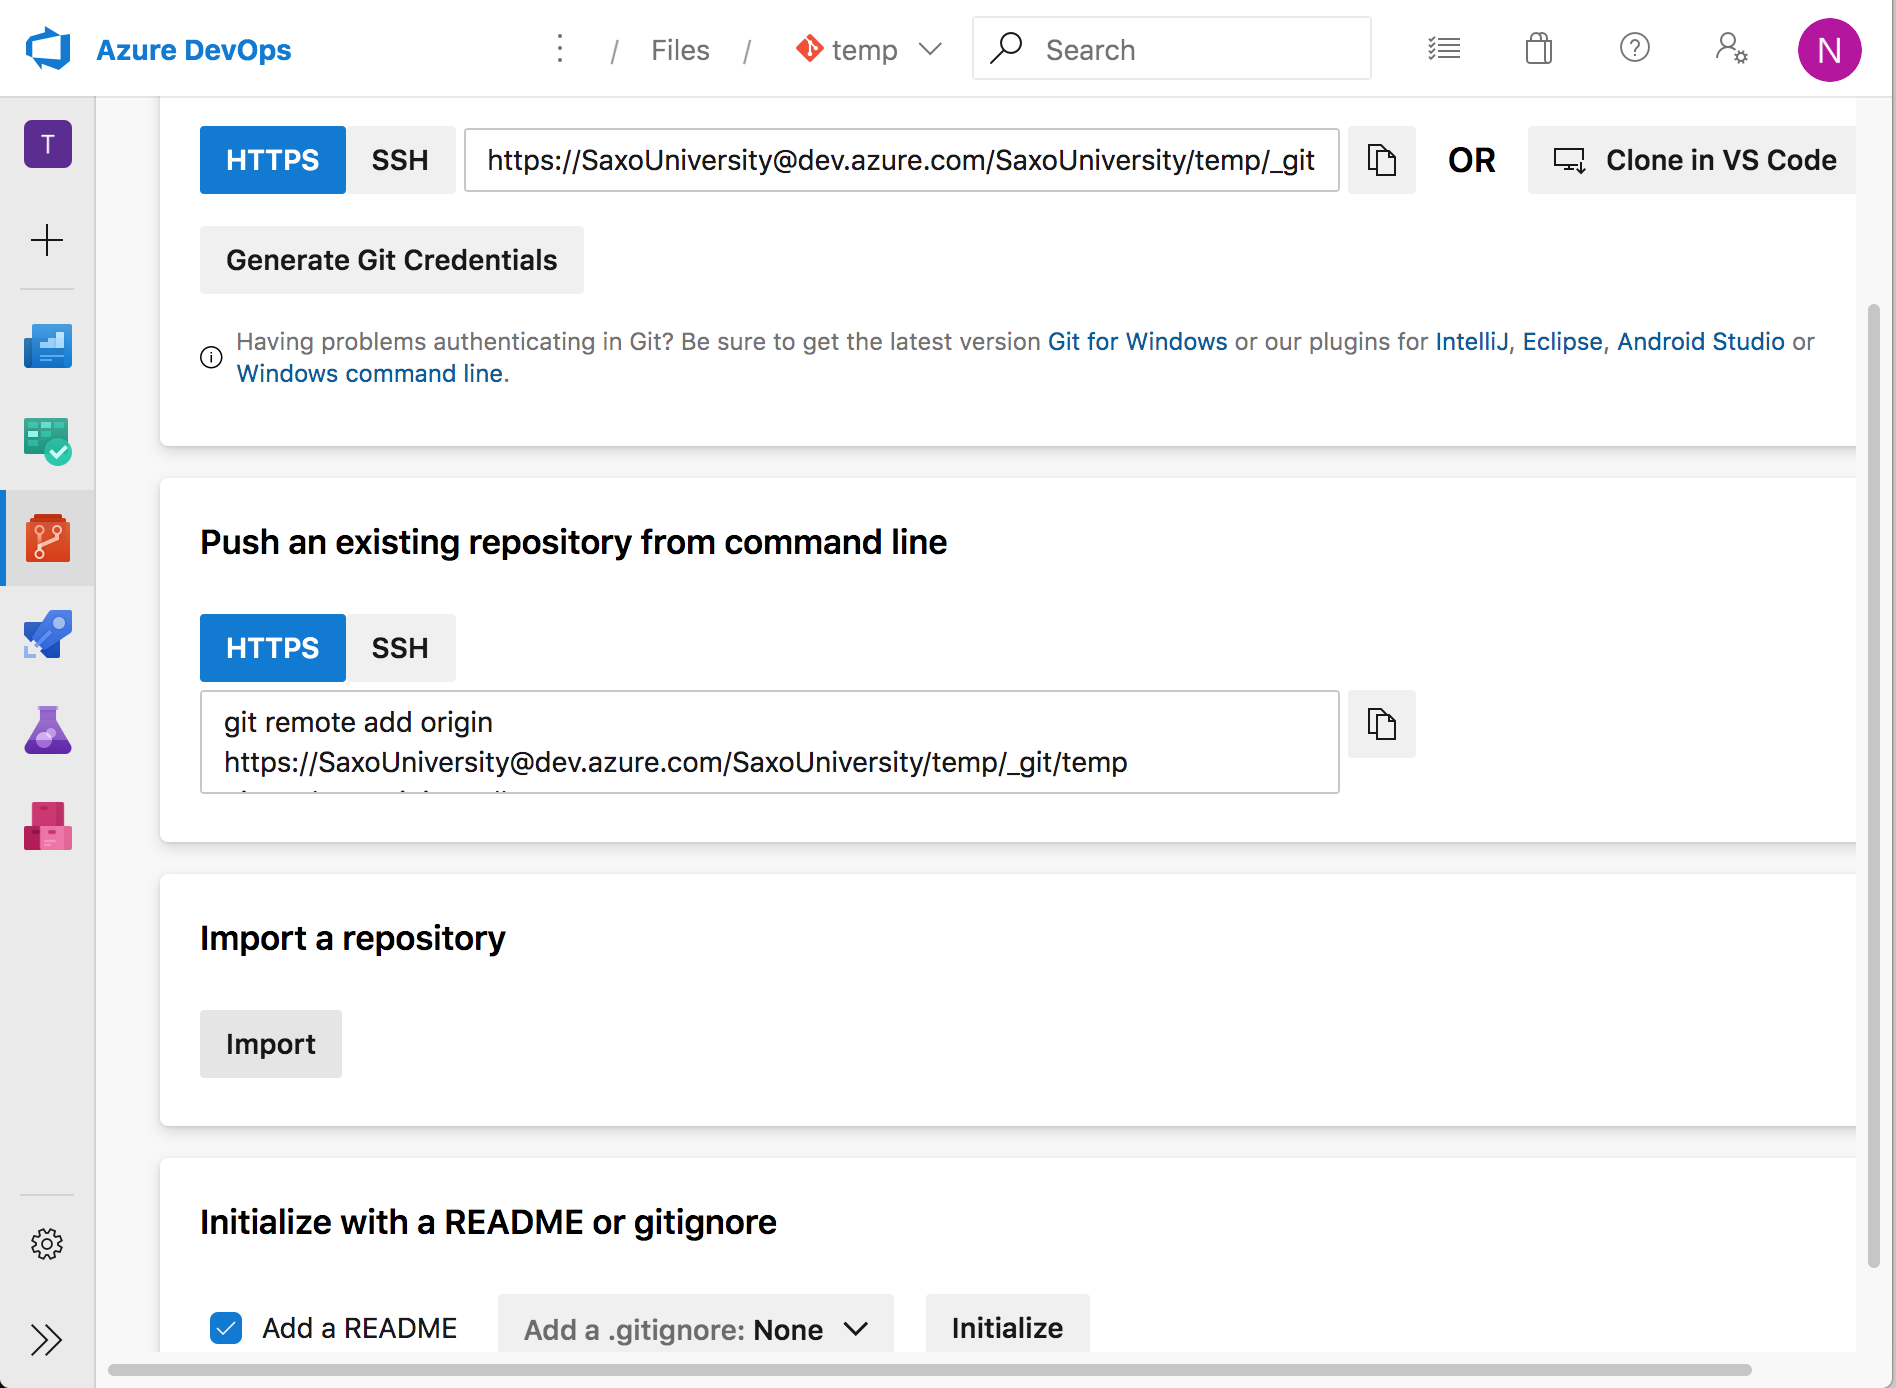 Azure DevOps
/ Files / temp
Search
N
T
HTTPS SSH https://SaxoUniversity@dev.azure.com/SaxoUniversity/temp/_git OR Clone in VS Code
Generate Git Credentials
Having problems authenticating in Git? Be sure to get the latest version Git for Windows or our plugins for IntelliJ, Eclipse, Android Studio or
Windows command line.
Push an existing repository from command line
HTTPS SSH
git remote add origin
https://SaxoUniversity@dev.azure.com/SaxoUniversity/temp/_git/temp
Import a repository
Import
Initialize with a README or gitignore
Add a README Add a .gitignore: None Initialize